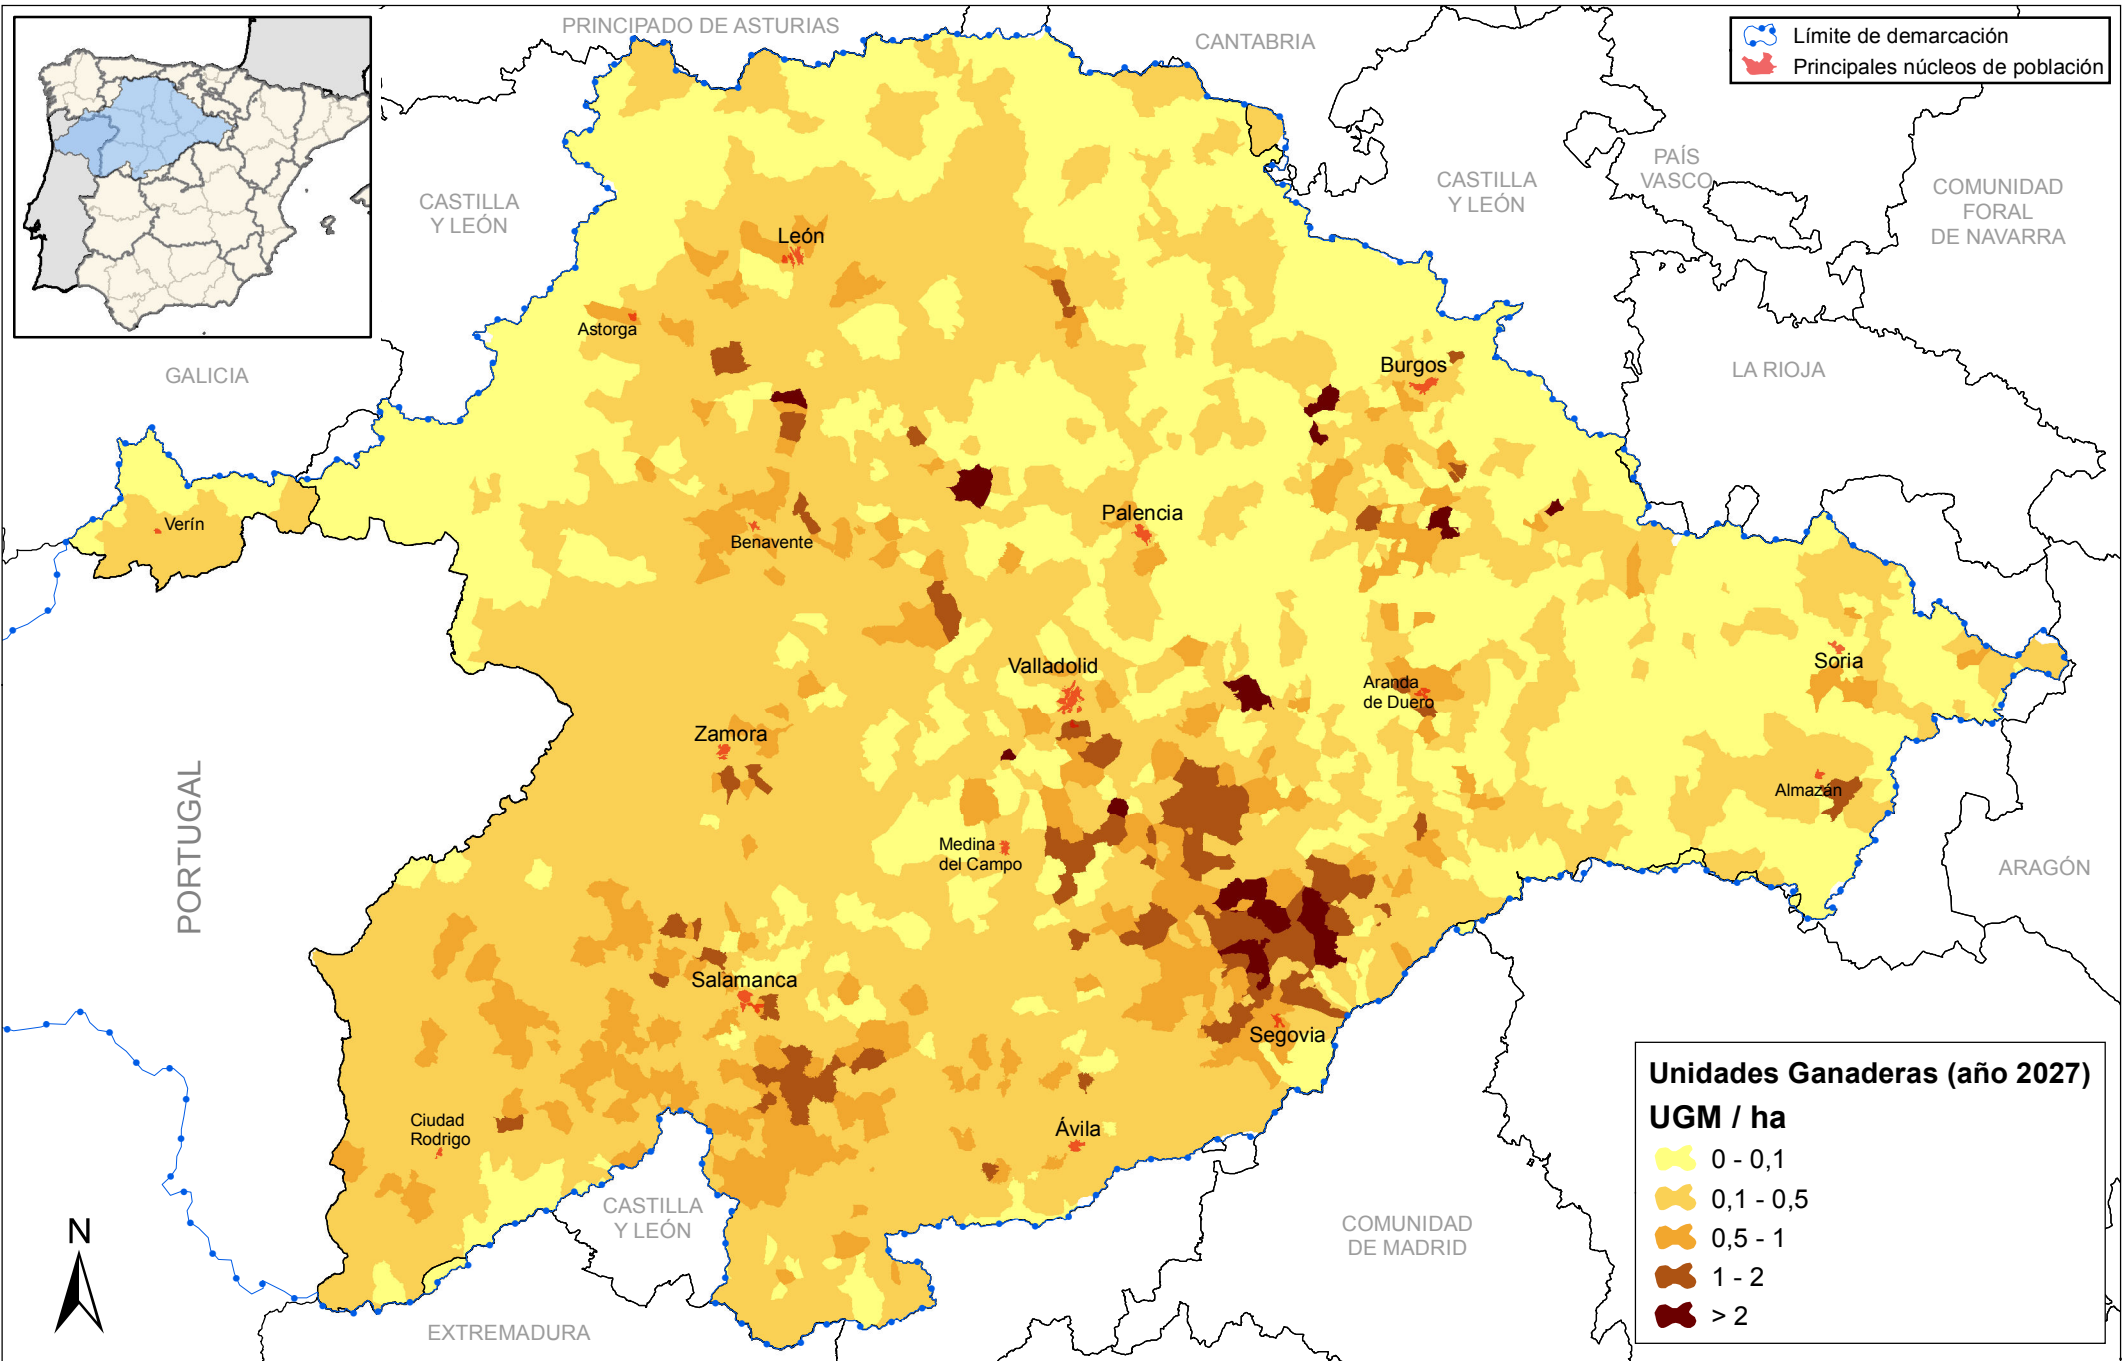 PRINCIPADO DE ASTURIAS
CANTABRIA
Límite de demarcación
Principales núcleos de población
PAÍS
VASCO
CASTILLA
Y LEÓN
CASTILLA
Y LEÓN
COMUNIDAD
FORAL
DE NAVARRA
León
Astorga
GALICIA
Burgos
LA RIOJA
Verín
Benavente
Palencia
Valladolid
Aranda
de Duero
Soria
Zamora
PORTUGAL
Almazán
Medina
del Campo
ARAGÓN
Salamanca
Segovia
Ciudad
Rodrigo
Ávila
CASTILLA
Y LEÓN
COMUNIDAD
DE MADRID
EXTREMADURA
N
Unidades Ganaderas (año 2027)
UGM / ha
0 - 0,1
0,1 - 0,5
0,5 - 1
1 - 2
> 2